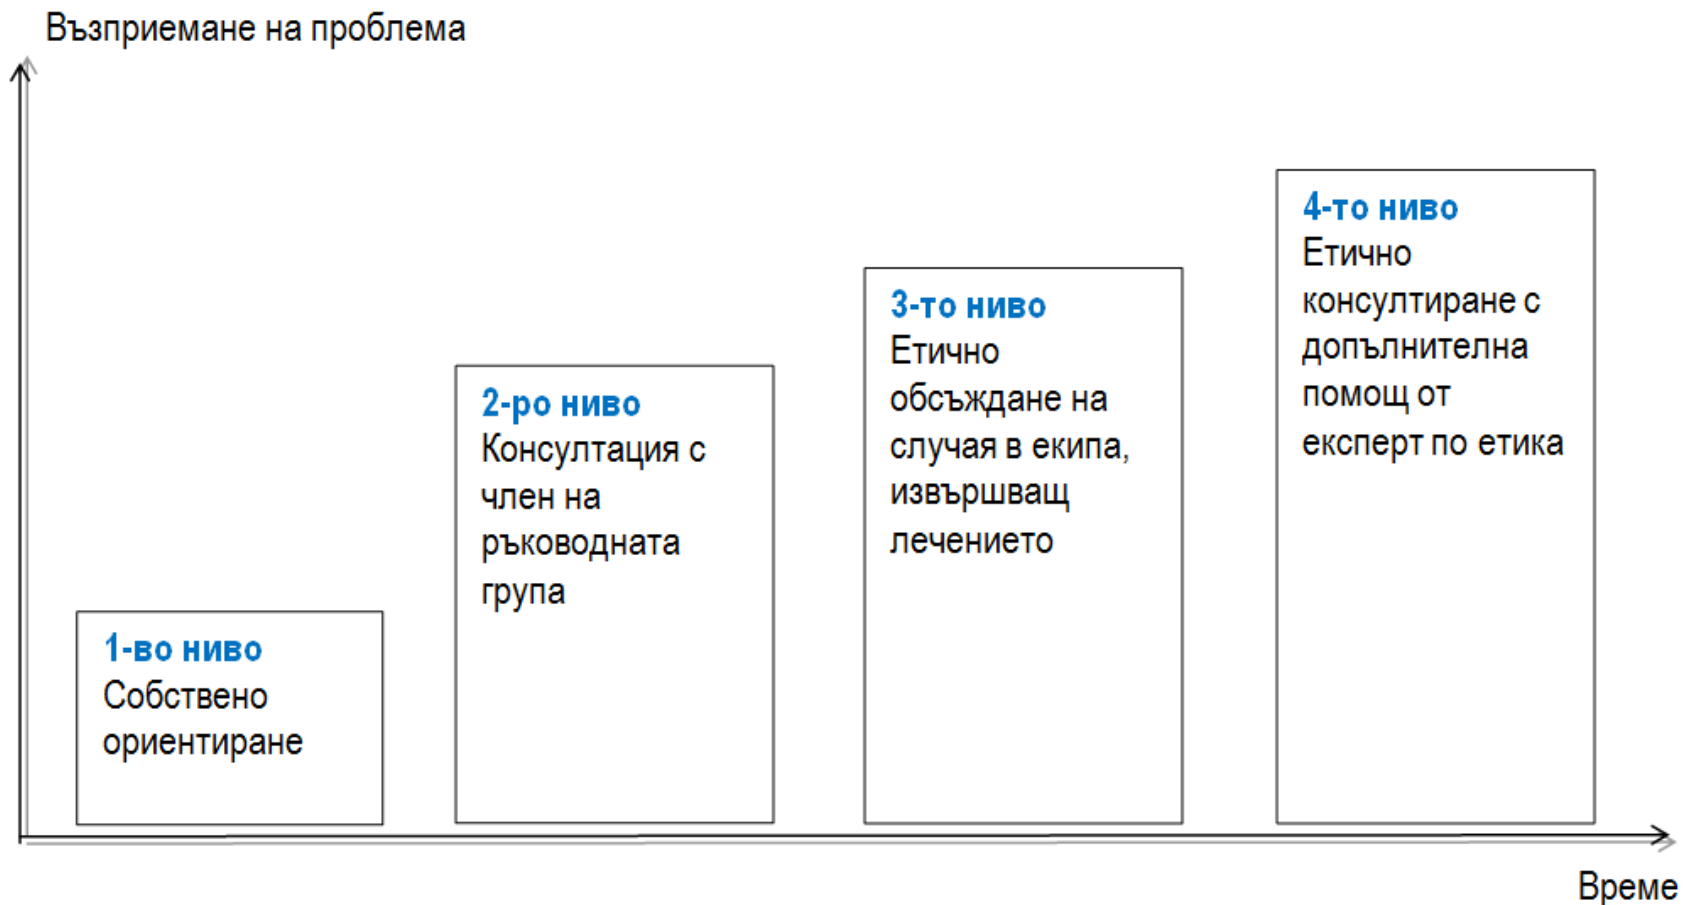 Възприемане на проблема
1-во ниво
Собствено
ориентиране
2-ро ниво
Консултация с
член на
ръководната
група
3-то ниво
Етично
обсъждане на
случая в екипа,
извършващ
лечението
4-то ниво
Етично
консултиране с
допълнителна
помощ от
експерт по етика
Време